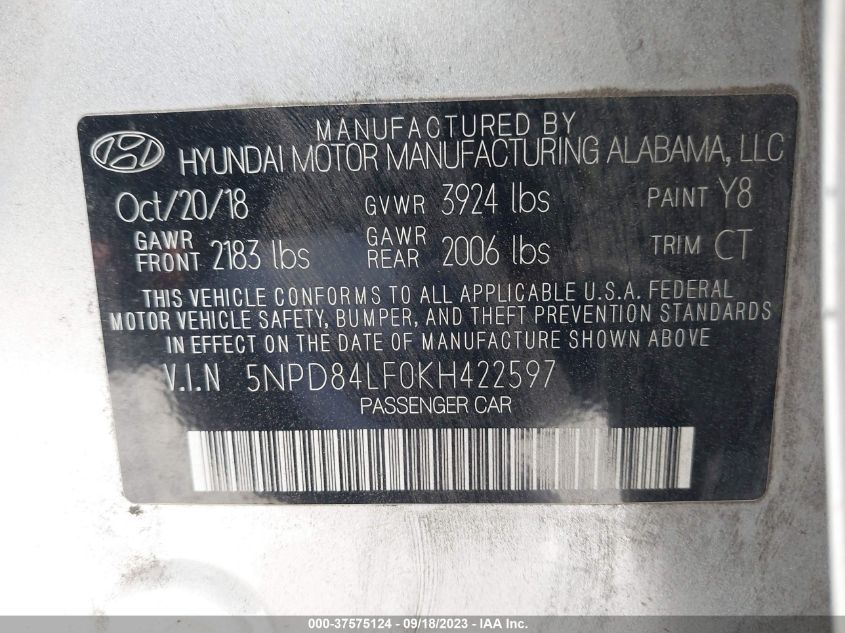 MANUFACTURED BY
HYUNDAI MOTOR MANUFACTURING ALABAMA, LLC
Oct/20/18 GVWR 3924 lbs PAINT Y8
GAWR FRONT 2183 lbs GAWR REAR 2006 lbs TRIM CT
THIS VEHICLE CONFORMS TO ALL APPLICABLE U.S.A. FEDERAL
MOTOR VEHICLE SAFETY, BUMPER, AND THEFT PREVENTION STANDARDS
IN EFFECT ON THE DATE OF MANUFACTURE SHOWN ABOVE
V.I.N 5NPD84LF0KH422597
PASSENGER CAR
000-37575124 - 09/18/2023 - IAA Inc.